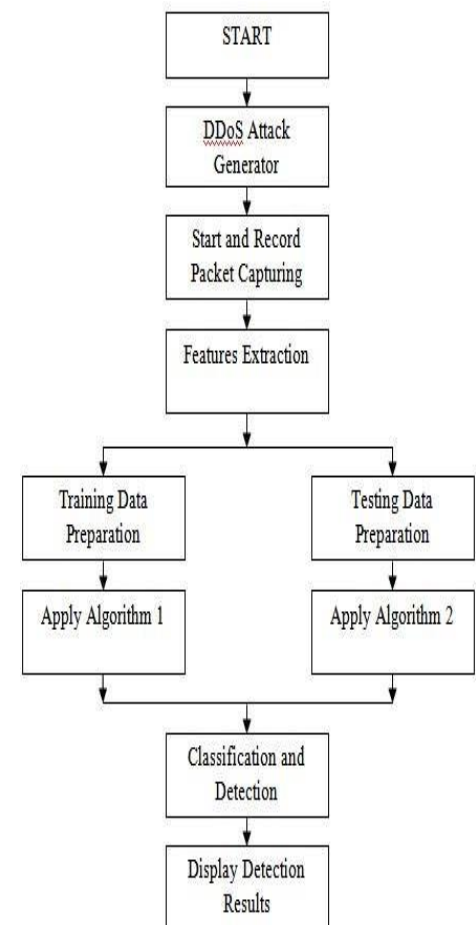 START
DDoS Attack
Generator
Start and Record
Packet Capturing
Features Extraction
Training Data
Preparation
Testing Data
Preparation
Apply Algorithm 1
Apply Algorithm 2
Classification and
Detection
Display Detection
Results